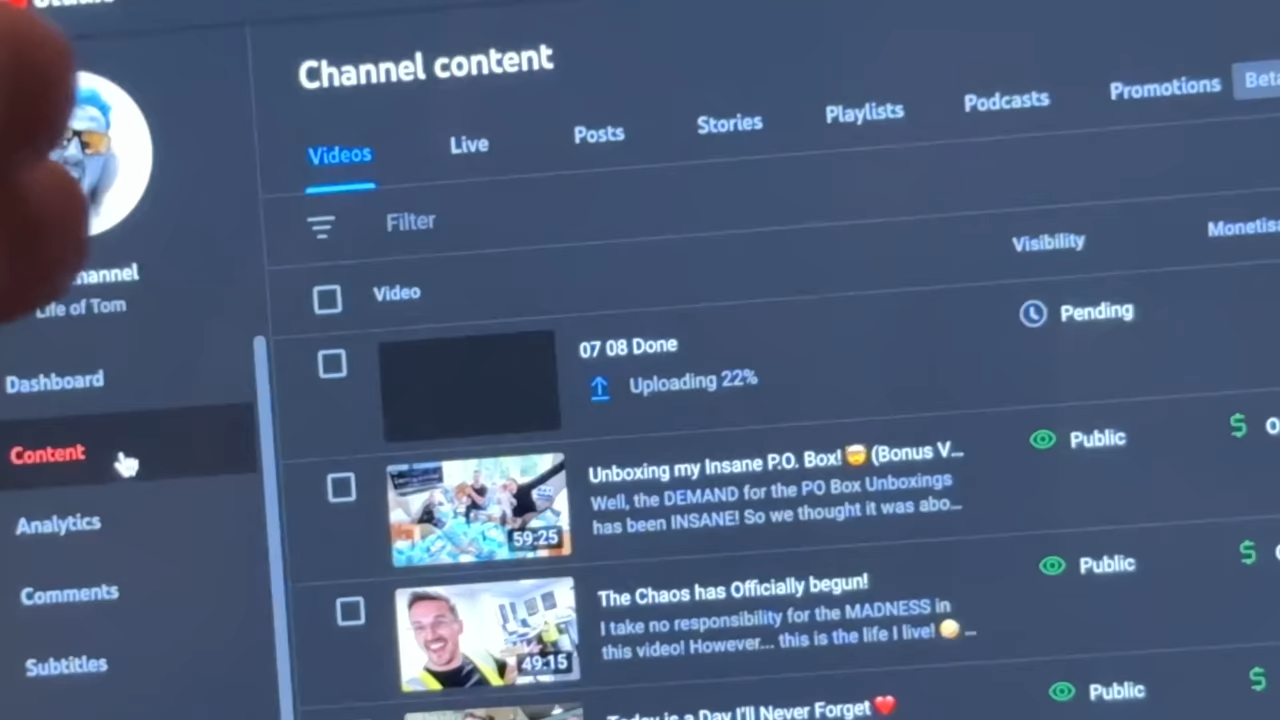 Channel content
Videos
Live
Posts
Stories
Playlists
Podcasts
Promotions
Filter
Visibility
Video
Life of Tom
07 08 Done
Uploading 22%
Pending
Dashboard
Content
Analytics
Comments
Subtitles
Unboxing my Insane P.O. Box! 🤯 (Bonus V...
Well, the DEMAND for the PO Box Unboxings
has been INSANE! So we thought it was abo...
59:25
Public
$
The Chaos has Officially begun!
I take no responsibility for the MADNESS in
this video! However... this is the life I live! 🤪 ...
49:15
Public
$
Today is a Day I'll Never Forget ❤️
Public
$